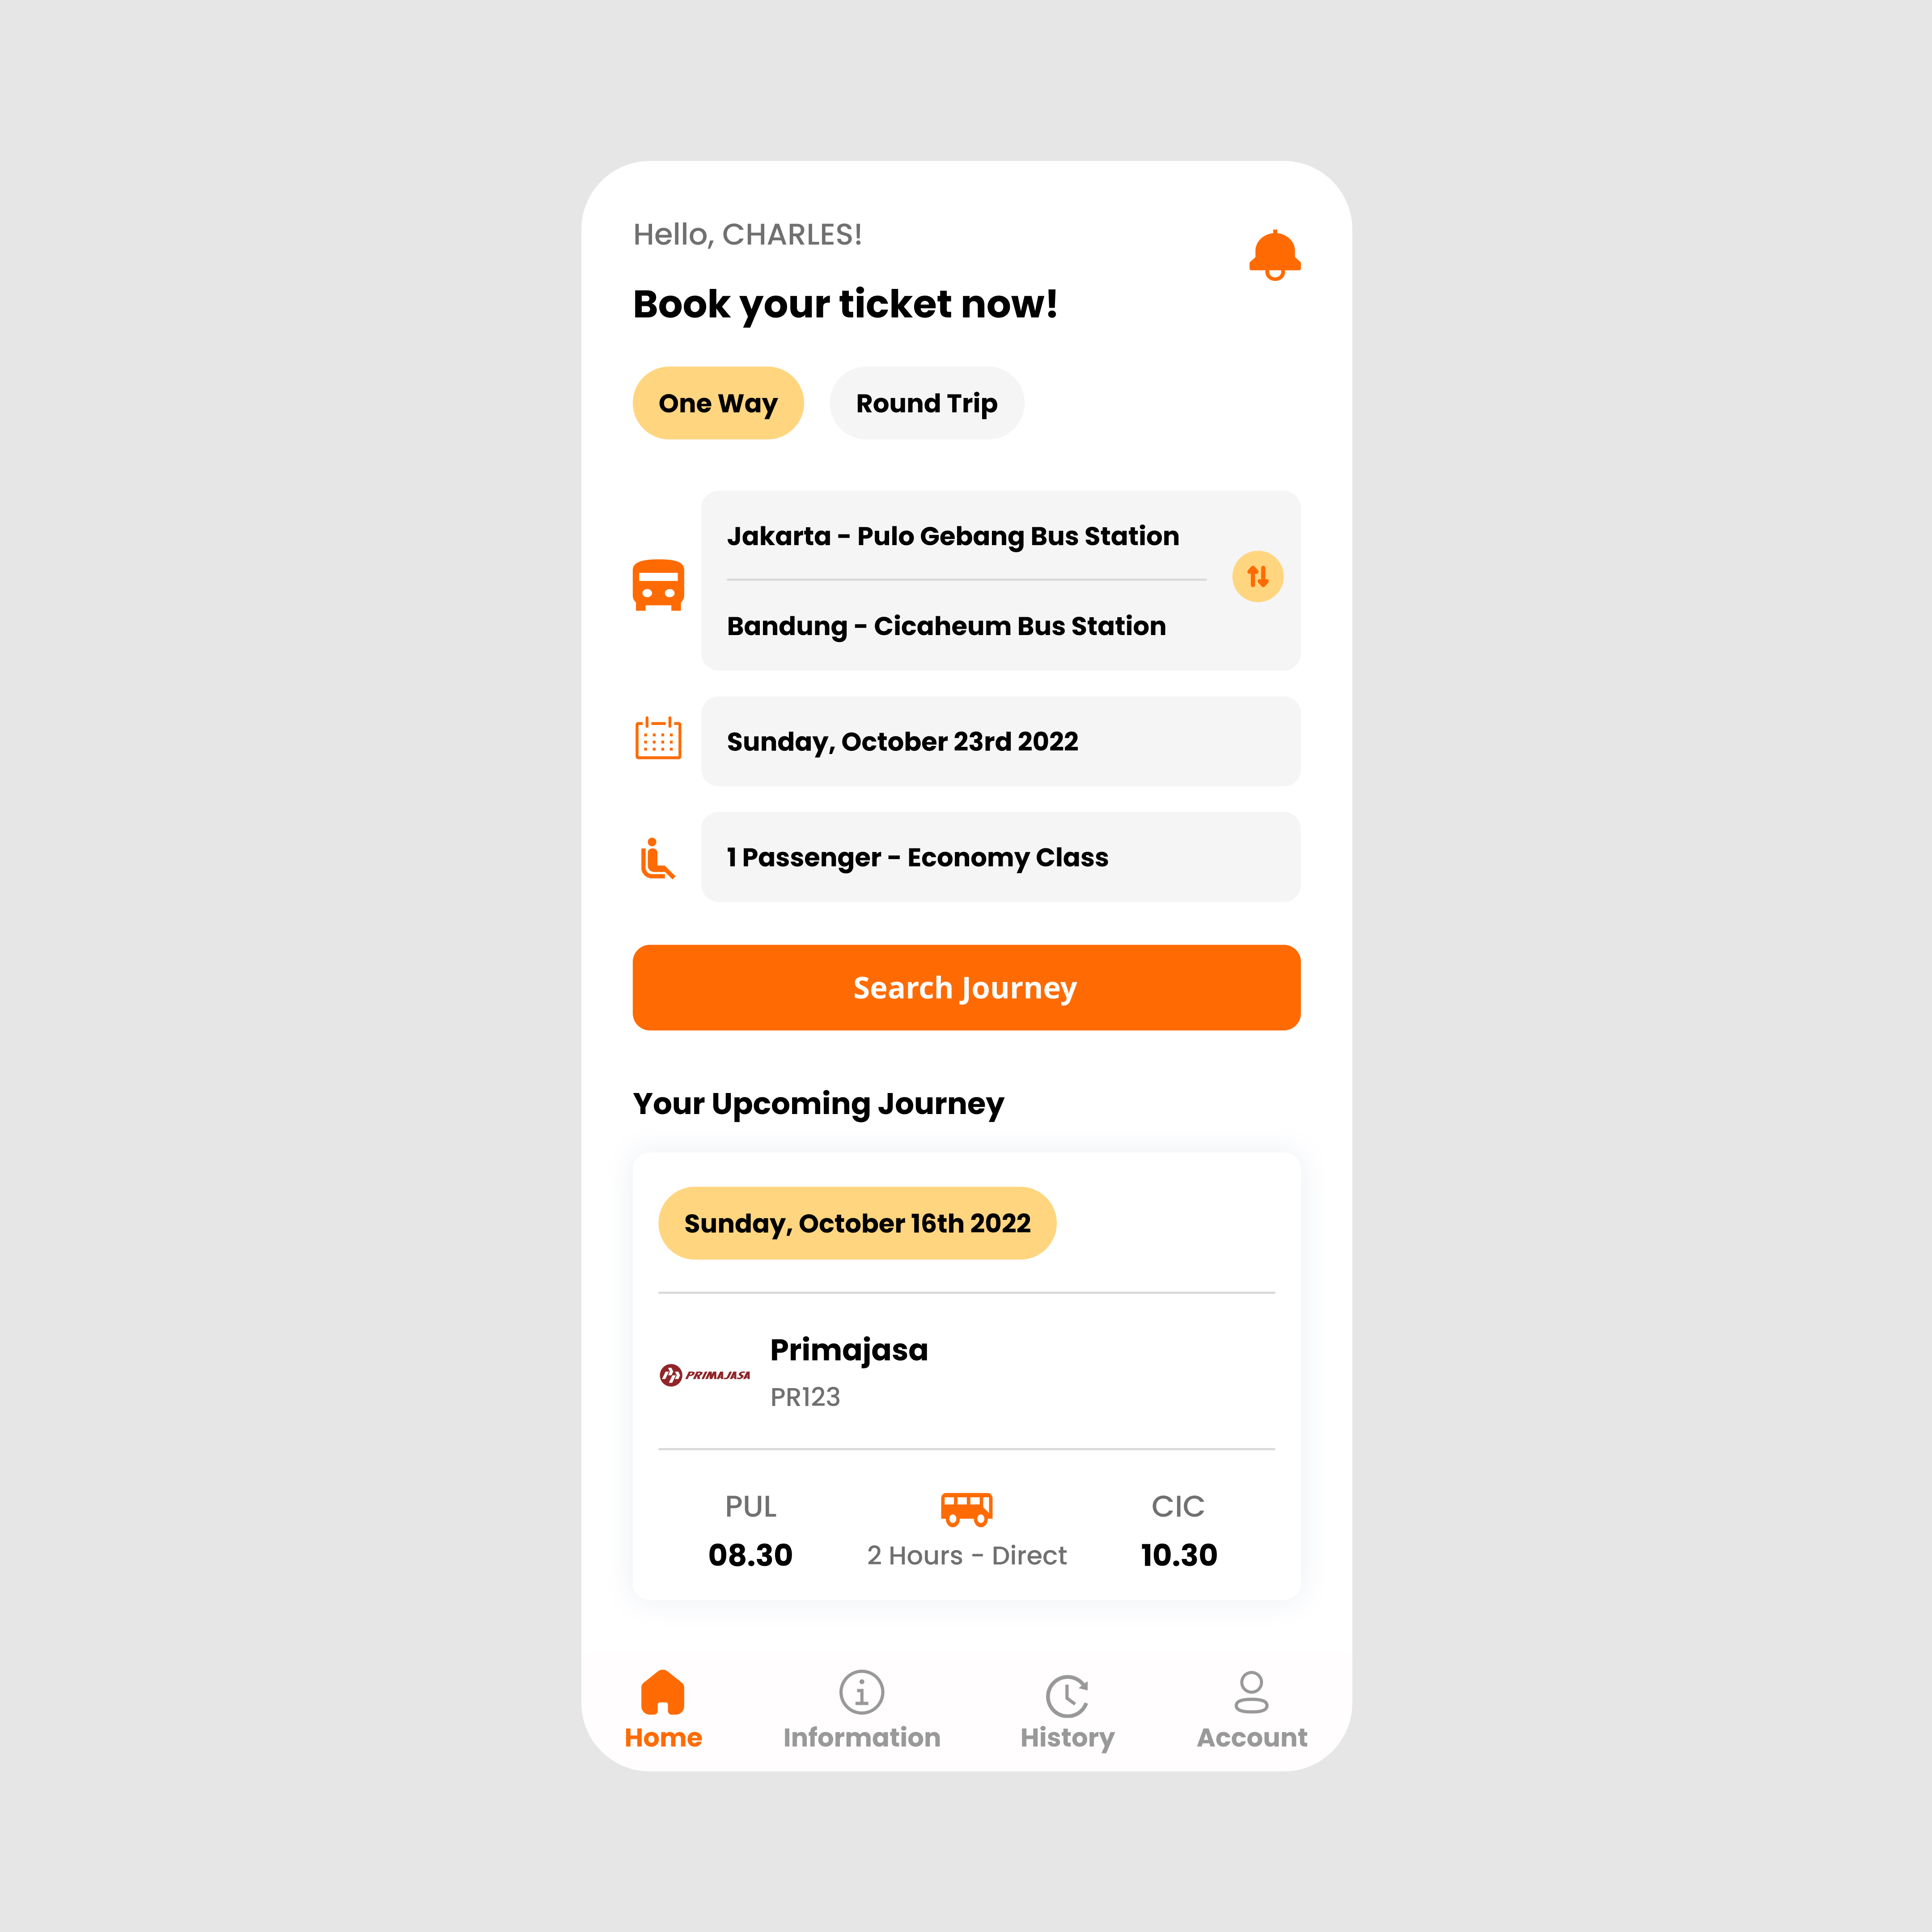 Hello, CHARLES!
Book your ticket now!
One Way
Round Trip
Jakarta - Pulo Gebang Bus Station
Bandung - Cicaheum Bus Station
Sunday, October 23rd 2022
1 Passenger - Economy Class
Search Journey
Your Upcoming Journey
Sunday, October 16th 2022
PRIMAJASA
Primajasa
PR123
PUL
CIC
08.30
2 Hours - Direct
10.30
Home
Information
History
Account